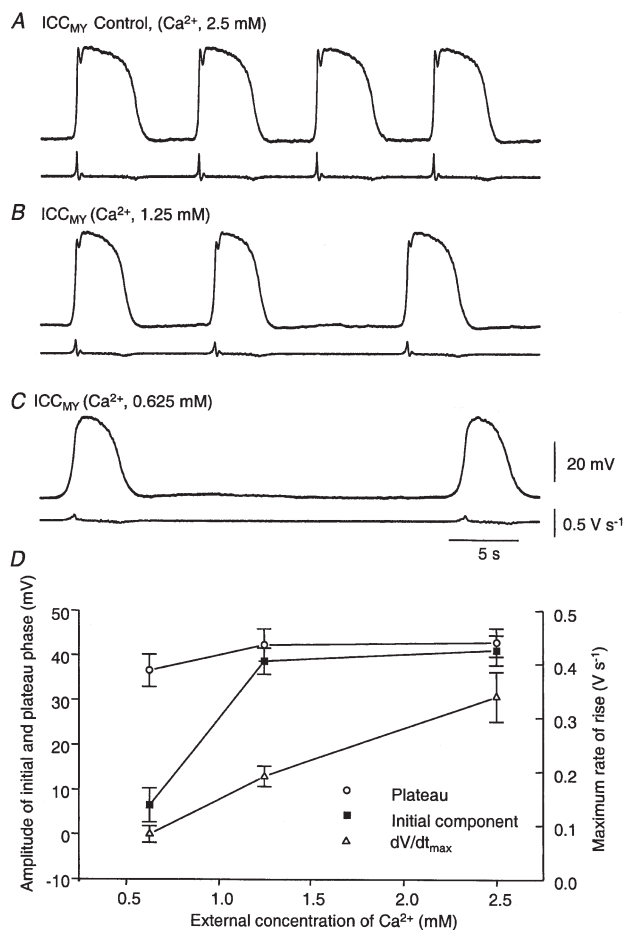 A ICCMY Control, (Ca2+, 2.5 mM)
B ICCMY (Ca2+, 1.25 mM)
C ICCMY (Ca2+, 0.625 mM)
20 mV
0.5 V s-1
5 s
D
Amplitude of initial and plateau phase (mV)
50
40
30
20
10
0
-10
0.5
0.4
0.3
0.2
0.1
0.0
Maximum rate of rise (V s-1)
Plateau
Initial component
dV/dtmax
0.5 1.0 1.5 2.0 2.5
External concentration of Ca2+ (mM)